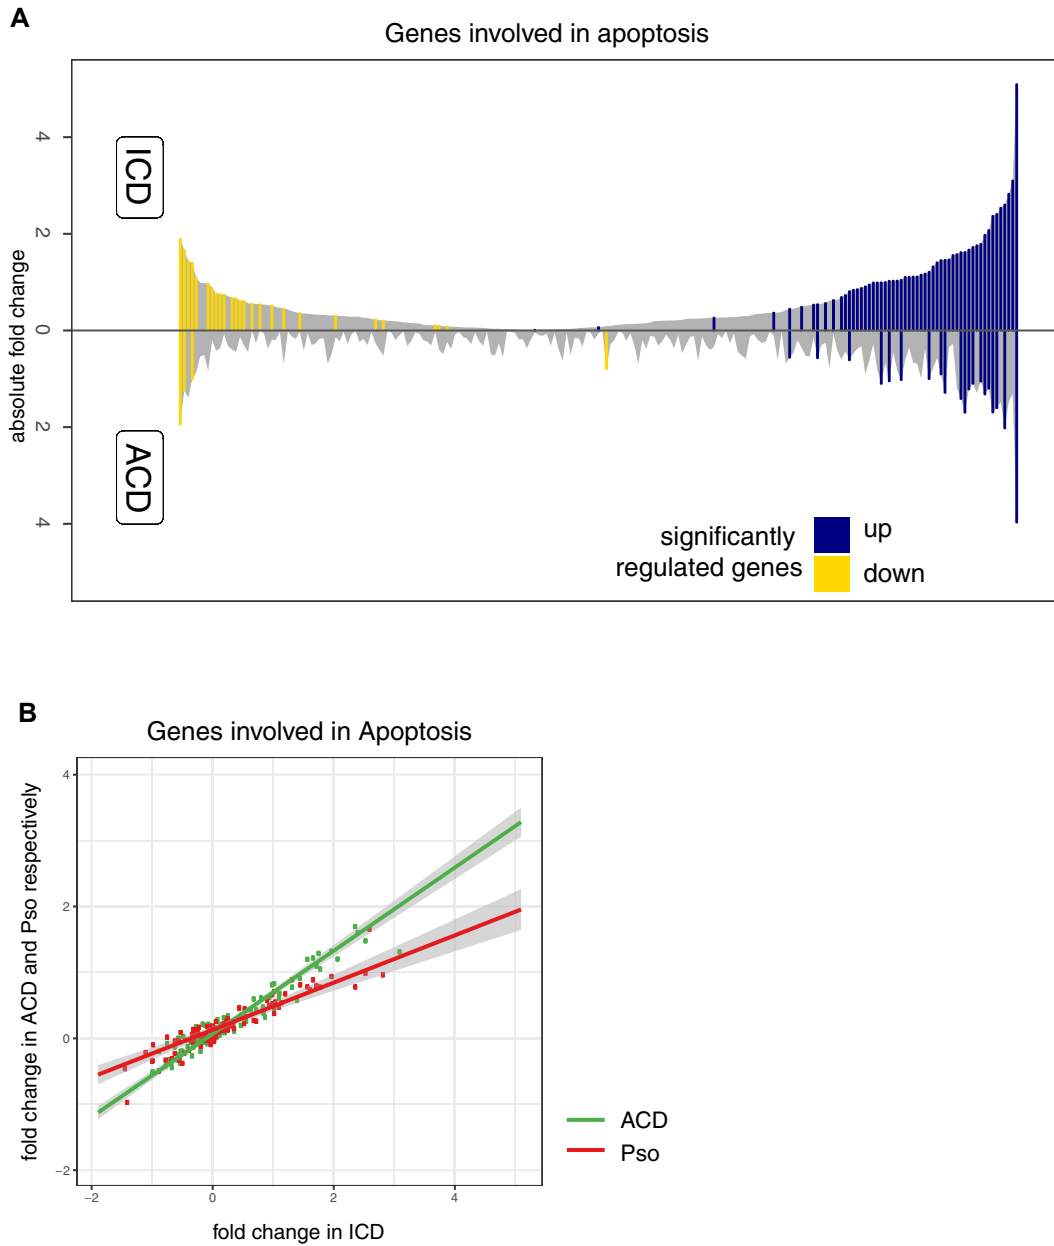 A
Genes involved in apoptosis
absolute fold change
4
2
0
2
4
ICD
ACD
significantly
regulated genes
up
down
B
Genes involved in Apoptosis
fold change in ACD and Pso respectively
4
2
0
−2
−2
0
2
4
fold change in ICD
ACD
Pso